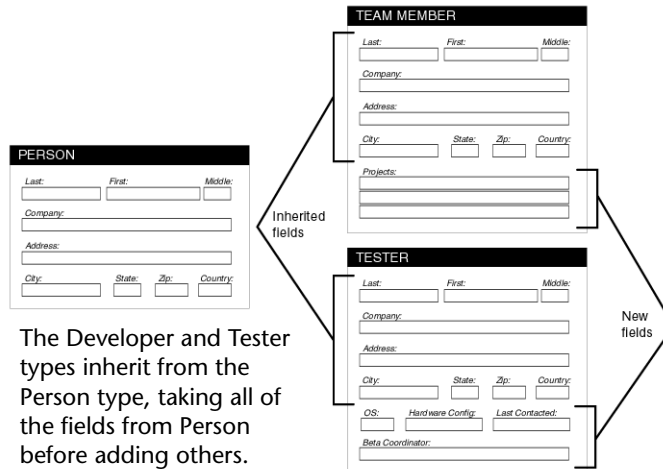 TEAM MEMBER
Last: First: Middle:
Company:
Address:
City: State: Zip: Country:
Projects:
PERSON
Last: First: Middle:
Company:
Address:
City: State: Zip: Country:
Inherited
fields
TESTER
Last: First: Middle:
Company:
Address:
City: State: Zip: Country:
OS: Hardware Config: Last Contacted:
Beta Coordinator:
New
fields
The Developer and Tester
types inherit from the
Person type, taking all of
the fields from Person
before adding others.